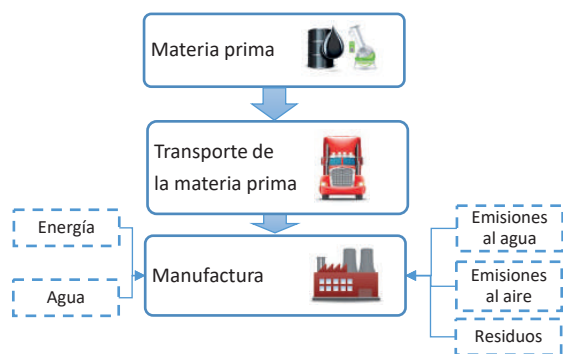 Materia prima
Transporte de
la materia prima
Energía
Agua
Manufactura
Emisiones
al agua
Emisiones
al aire
Residuos